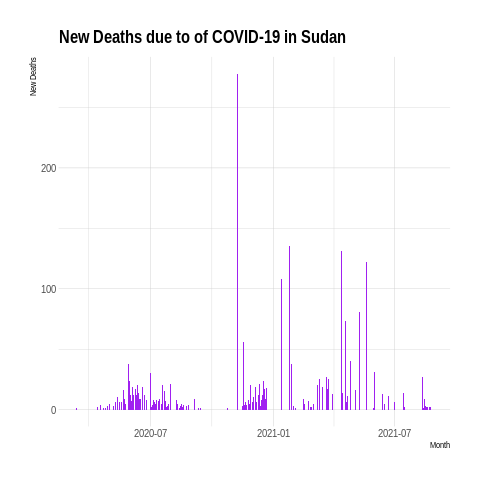 New Deaths due to of COVID-19 in Sudan
New Deaths
200
100
0
2020-07 2021-01 2021-07
Month